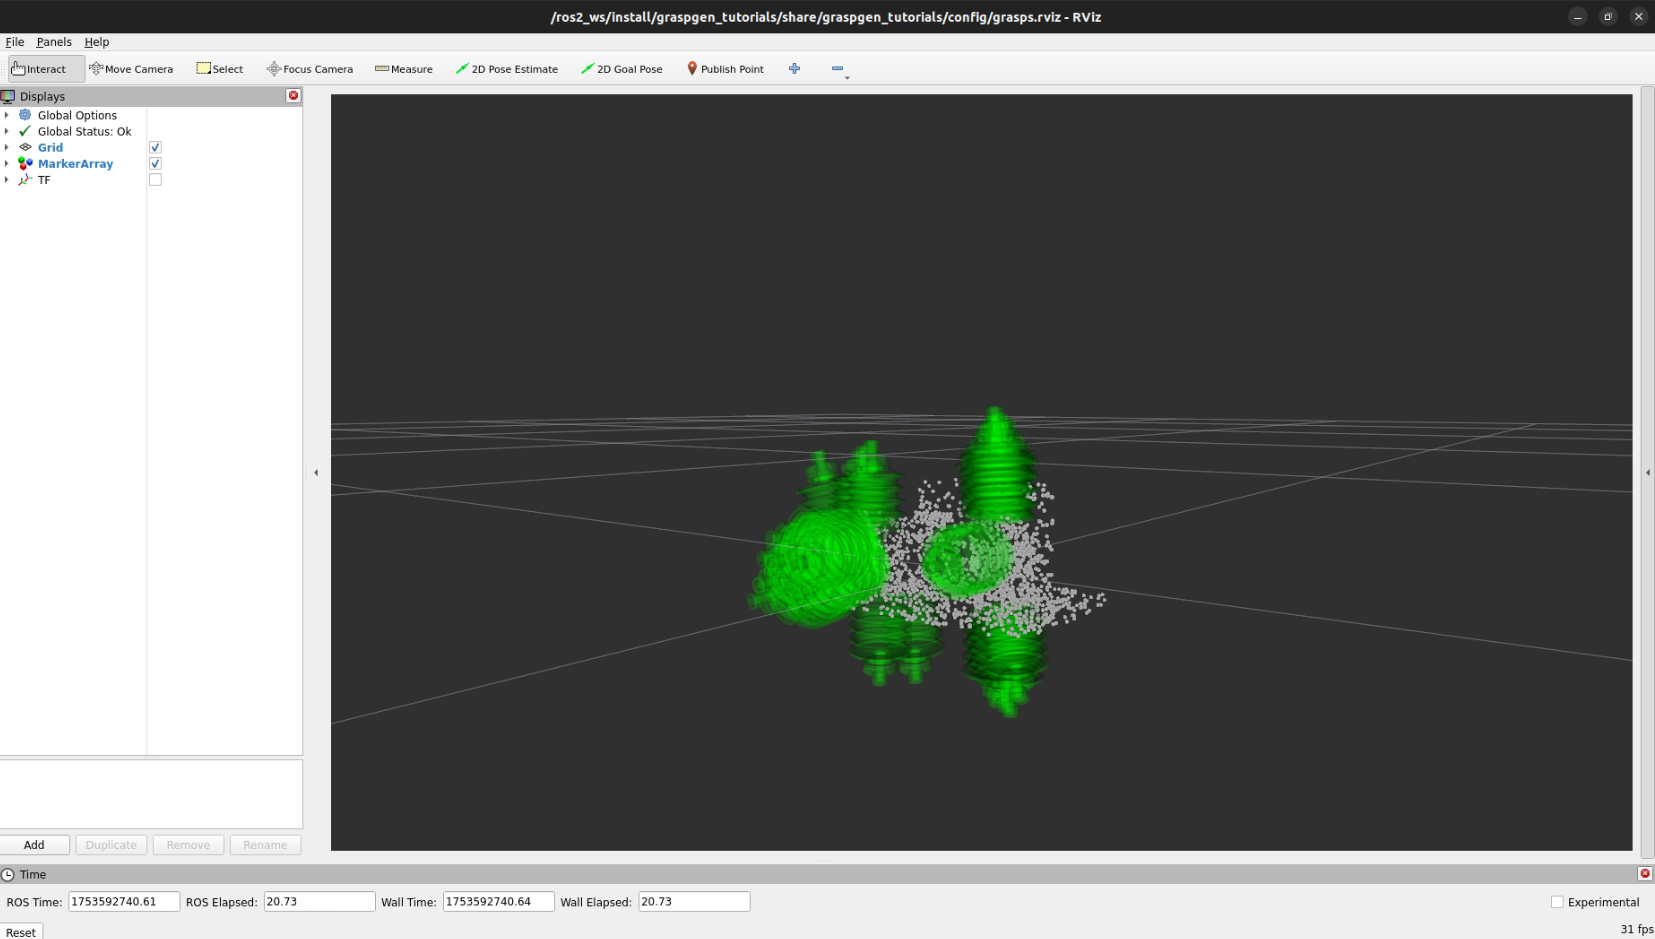 /ros2_ws/install/graspgen_tutorials/share/graspgen_tutorials/config/grasps.rviz - RViz
File Panels Help
Interact Move Camera Select Focus Camera Measure 2D Pose Estimate 2D Goal Pose Publish Point
Displays
Global Options
Global Status: Ok
Grid
MarkerArray
TF
Add Duplicate Remove Rename
Time
ROS Time: 1753592740.61 ROS Elapsed: 20.73 Wall Time: 1753592740.64 Wall Elapsed: 20.73 Experimental
Reset 31 fps